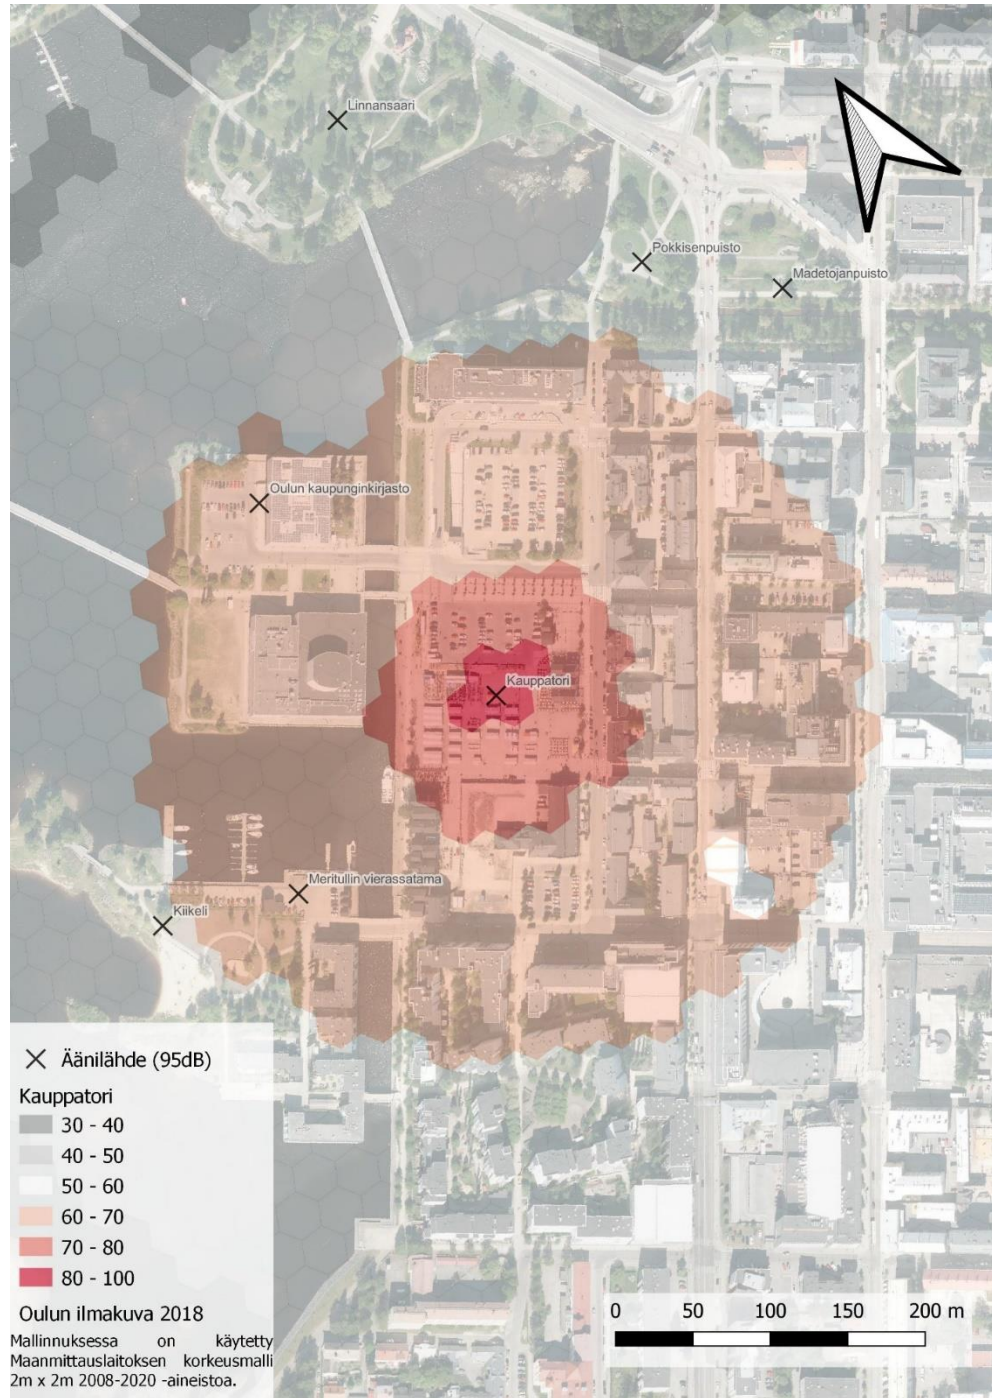 Linnansaari
Pokkisenpuisto
Madetojanpuisto
Oulun kaupunginkirjasto
Kauppatori
Meritullin vierassatama
Kiikeli
Äänilähde (95dB)
Kauppatori
30 - 40
40 - 50
50 - 60
60 - 70
70 - 80
80 - 100
Oulun ilmakuva 2018
Mallinnuksessa on käytetty
Maanmittauslaitoksen korkeusmalli
2m x 2m 2008-2020 -aineistoa.
0 50 100 150 200 m